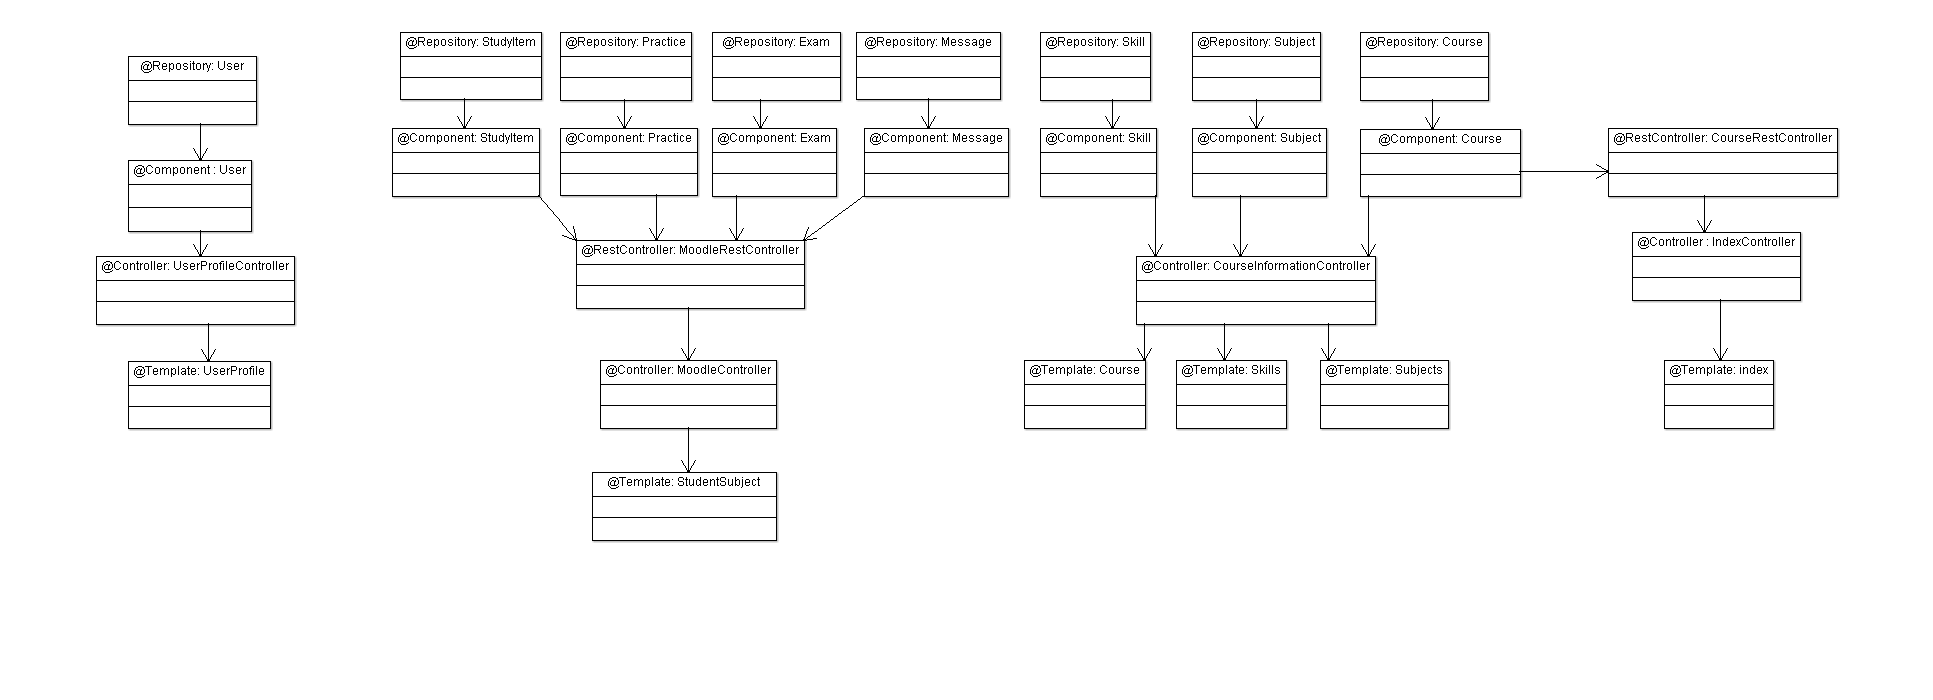 @Repository: StudyItem
@Repository: Practice
@Repository: Exam
@Repository: Message
@Repository: Skill
@Repository: Subject
@Repository: Course
@Repository: User
@Component: StudyItem
@Component: Practice
@Component: Exam
@Component: Message
@Component: Skill
@Component: Subject
@Component: Course
@RestController: CourseRestController
@Component : User
@RestController: MoodleRestController
@Controller : IndexController
@Controller: UserProfileController
@Controller: CourseInformationController
@Template: UserProfile
@Controller: MoodleController
@Template: Course
@Template: Skills
@Template: Subjects
@Template: index
@Template: StudentSubject